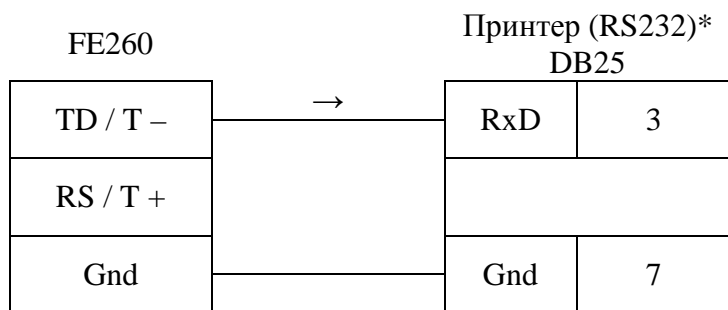 FE260
Принтер (RS232)*
DB25
TD / T –
→
RxD
3
RS / T +
Gnd
Gnd
7